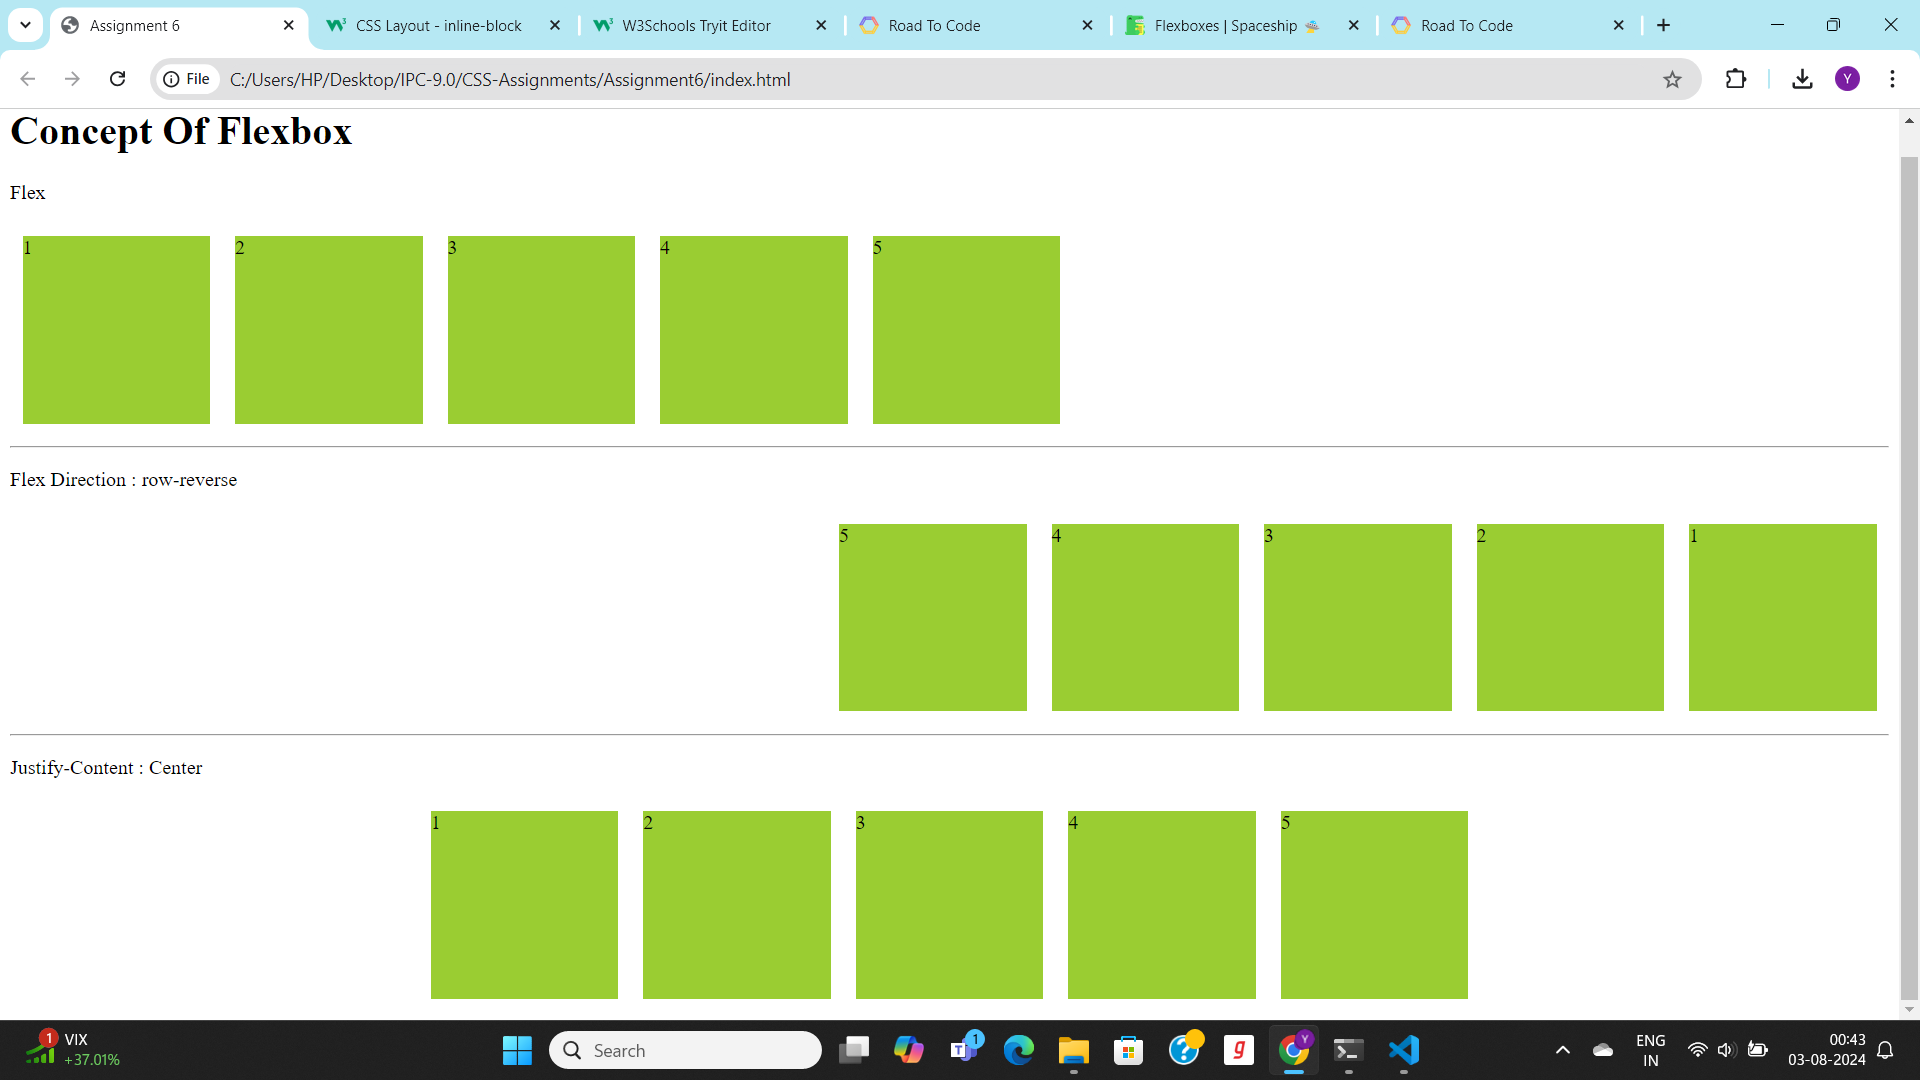 Assignment 6
CSS Layout - inline-block
W3Schools Tryit Editor
Road To Code
Flexboxes | Spaceship 🛸
Road To Code
File
C:/Users/HP/Desktop/IPC-9.0/CSS-Assignments/Assignment6/index.html
Y
Concept Of Flexbox
Flex
1 2 3 4 5
Flex Direction : row-reverse
5 4 3 2 1
Justify-Content : Center
1 2 3 4 5
1
VIX
+37.01%
Search
T
1
g
Y
ENG
IN
00:43
03-08-2024